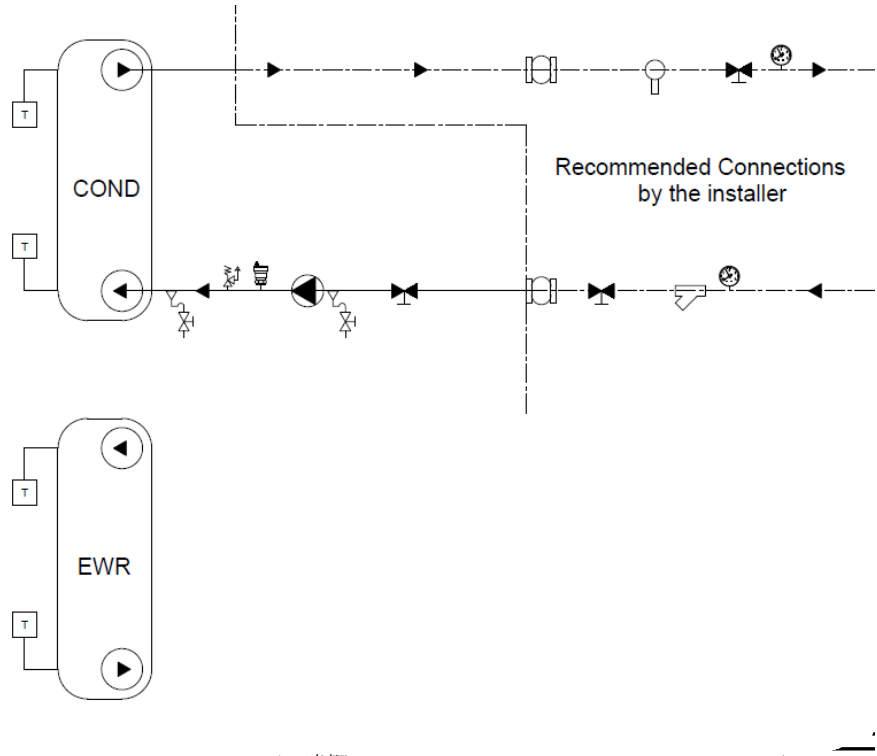 T
COND
Recommended Connections
by the installer
T
T
EWR
T